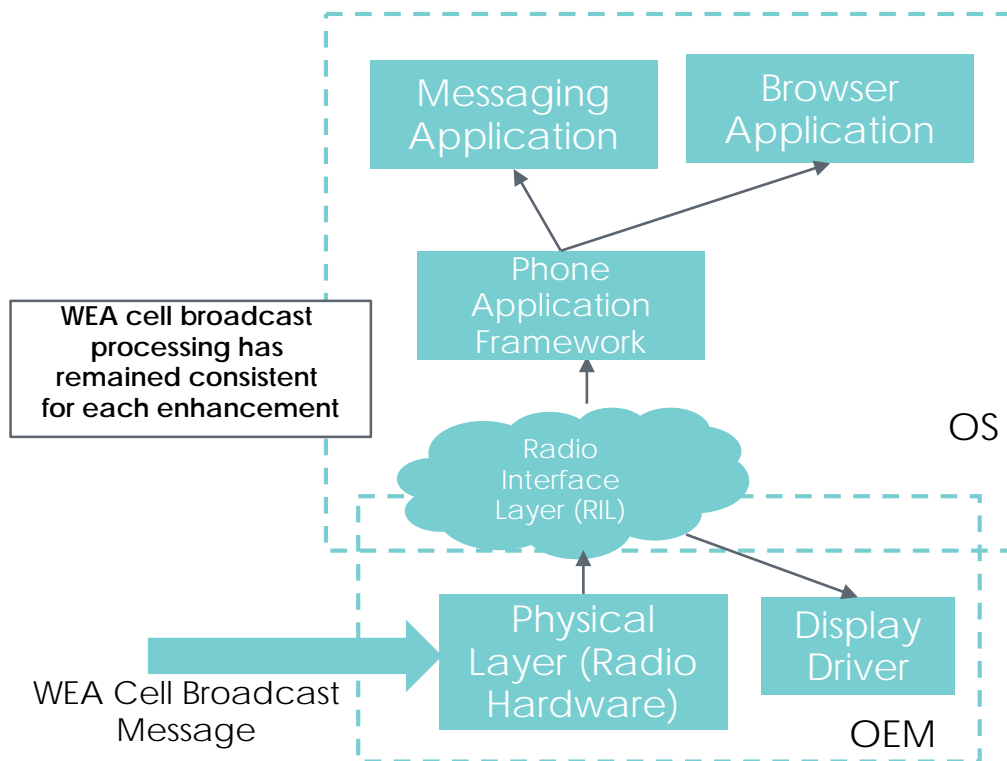 Messaging
Application
Browser
Application
Phone
Application
Framework
WEA cell broadcast
processing has
remained consistent
for each enhancement
OS
Radio
Interface
Layer (RIL)
Physical
Layer (Radio
Hardware)
Display
Driver
WEA Cell Broadcast
Message
OEM